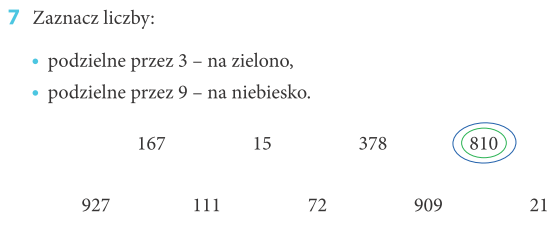 7 Zaznacz liczby:
• podzielne przez 3 – na zielono,
• podzielne przez 9 – na niebiesko.
167 15 378 810
927 111 72 909 21